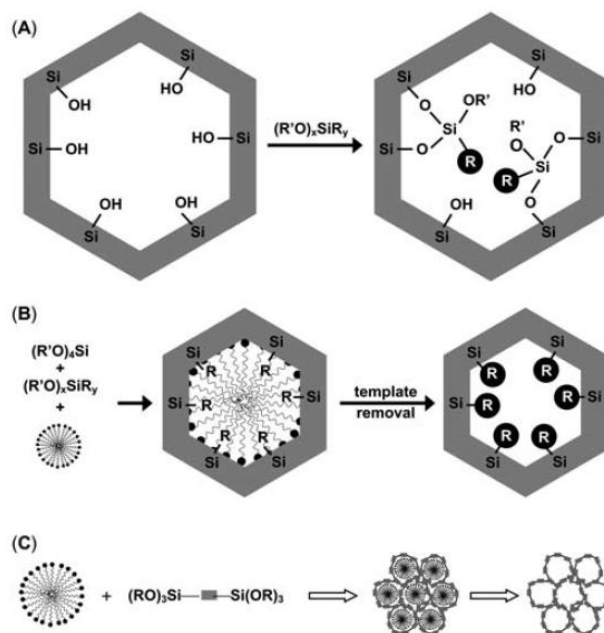 (A)
Si
OH
Si
HO
Si
OH
HO
Si
OH
Si
OH
Si
(R'O)xSiRy
Si
O
OR'
Si
Si
O
R
Si
HO
R'
O
O
Si
Si
R
O
OH
Si
Si
(B)
(R'O)4Si
+
(R'O)xSiRy
+
Si
R
Si
R
Si
R
R
Si
R
Si
R
Si
template
removal
Si
R
Si
R
Si
R
R
Si
R
Si
R
Si
(C)
+
(RO)3Si
Si(OR)3